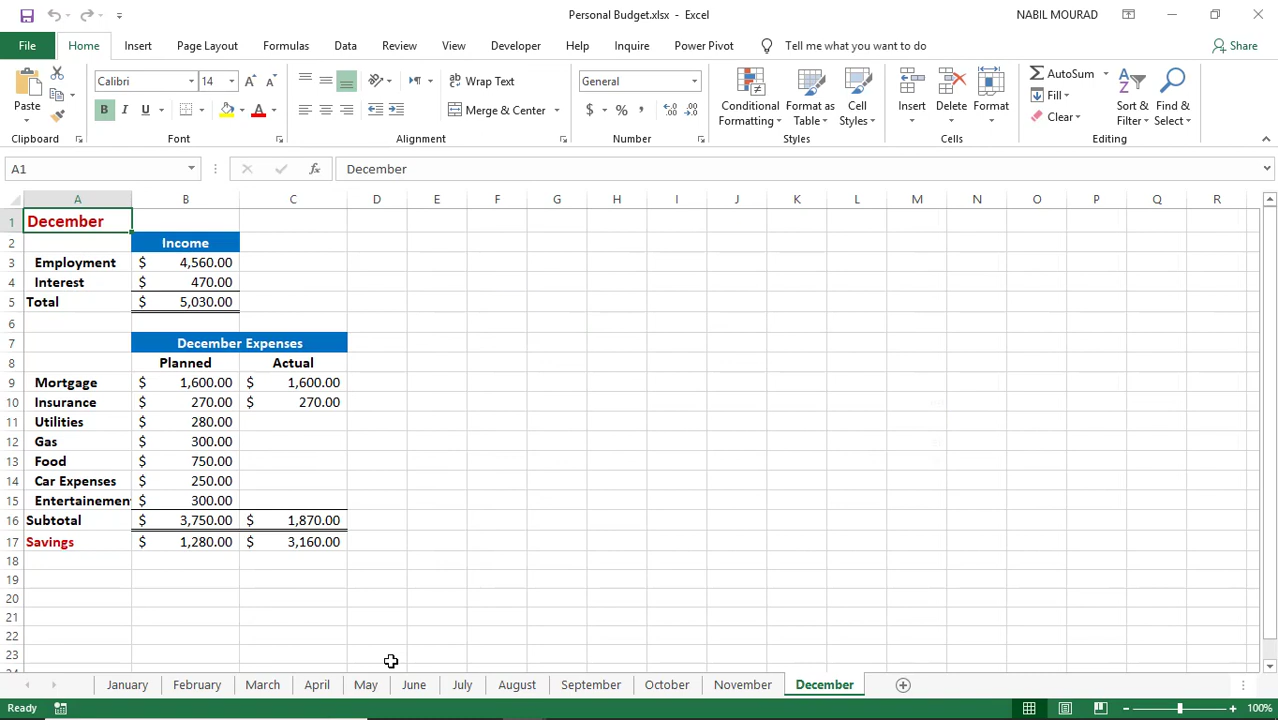 Personal Budget.xlsx - Excel
NABIL MOURAD
File Home Insert Page Layout Formulas Data Review View Developer Help Inquire Power Pivot Tell me what you want to do Share
Calibri 14 Wrap Text General AutoSum
Paste B I U Merge & Center $ % , Conditional Formatting Format as Table Cell Styles Insert Delete Format Fill Clear Sort & Filter Find & Select
Clipboard Font Alignment Number Styles Cells Editing
A1 fx December
A B C D E F G H I J K L M N O P Q R
1 December
2 Income
3 Employment $ 4,560.00
4 Interest $ 470.00
5 Total $ 5,030.00
6
7 December Expenses
8 Planned Actual
9 Mortgage $ 1,600.00 $ 1,600.00
10 Insurance $ 270.00 $ 270.00
11 Utilities $ 280.00
12 Gas $ 300.00
13 Food $ 750.00
14 Car Expenses $ 250.00
15 Entertainemen $ 300.00
16 Subtotal $ 3,750.00 $ 1,870.00
17 Savings $ 1,280.00 $ 3,160.00
18
19
20
21
22
23
January February March April May June July August September October November December
Ready 100%